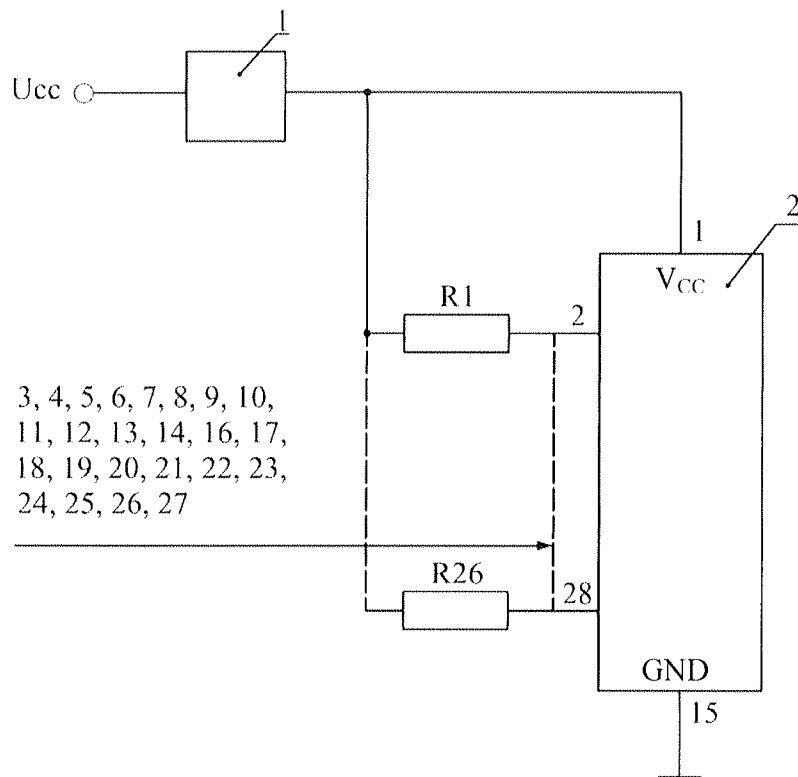 1
Ucc
2
1
V_CC
R1
2
3, 4, 5, 6, 7, 8, 9, 10,
11, 12, 13, 14, 16, 17,
18, 19, 20, 21, 22, 23,
24, 25, 26, 27
R26
28
GND
15